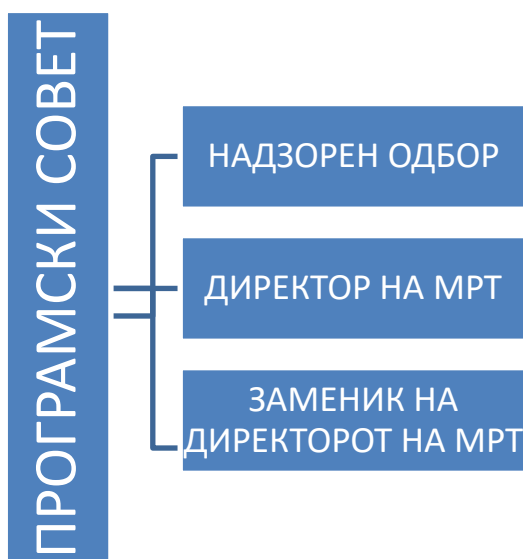 ПРОГРАМСКИ СОВЕТ
НАДЗОРЕН ОДБОР
ДИРЕКТОР НА МРТ
ЗАМЕНИК НА
ДИРЕКТОРОТ НА МРТ